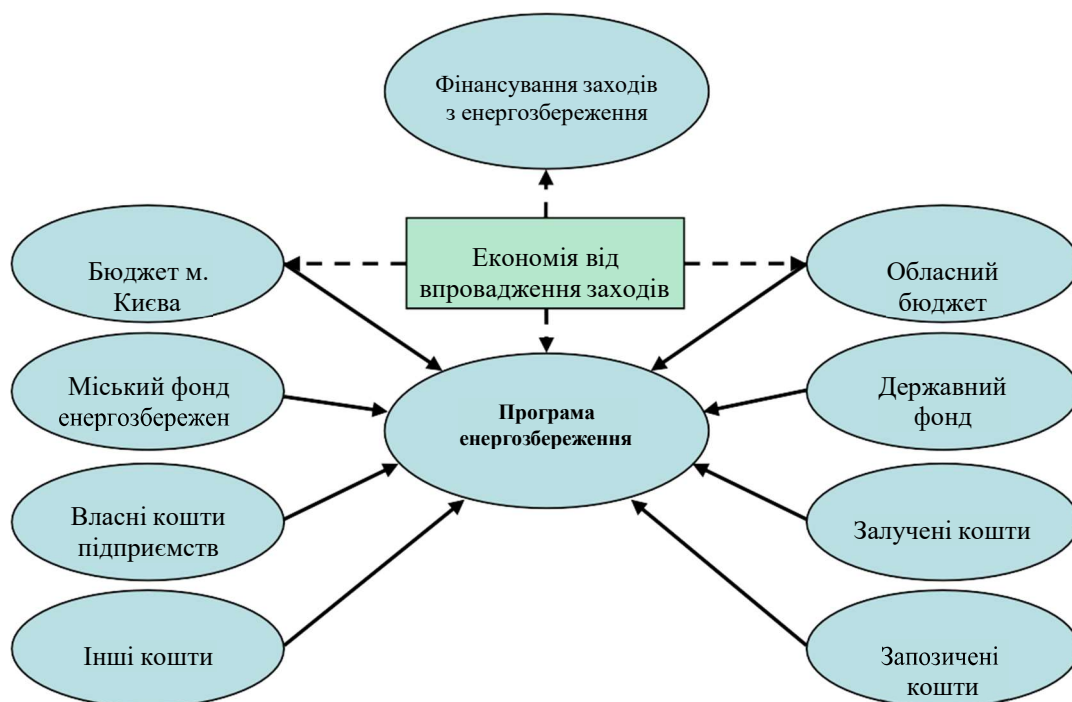 Фінансування заходів
з енергозбереження
Бюджет м.
Києва
Економія від
впровадження заходів
Обласний
бюджет
Міський фонд
енергозбережен
Програма
енергозбереження
Державний
фонд
Власні кошти
підприємств
Залучені кошти
Інші кошти
Запозичені
кошти